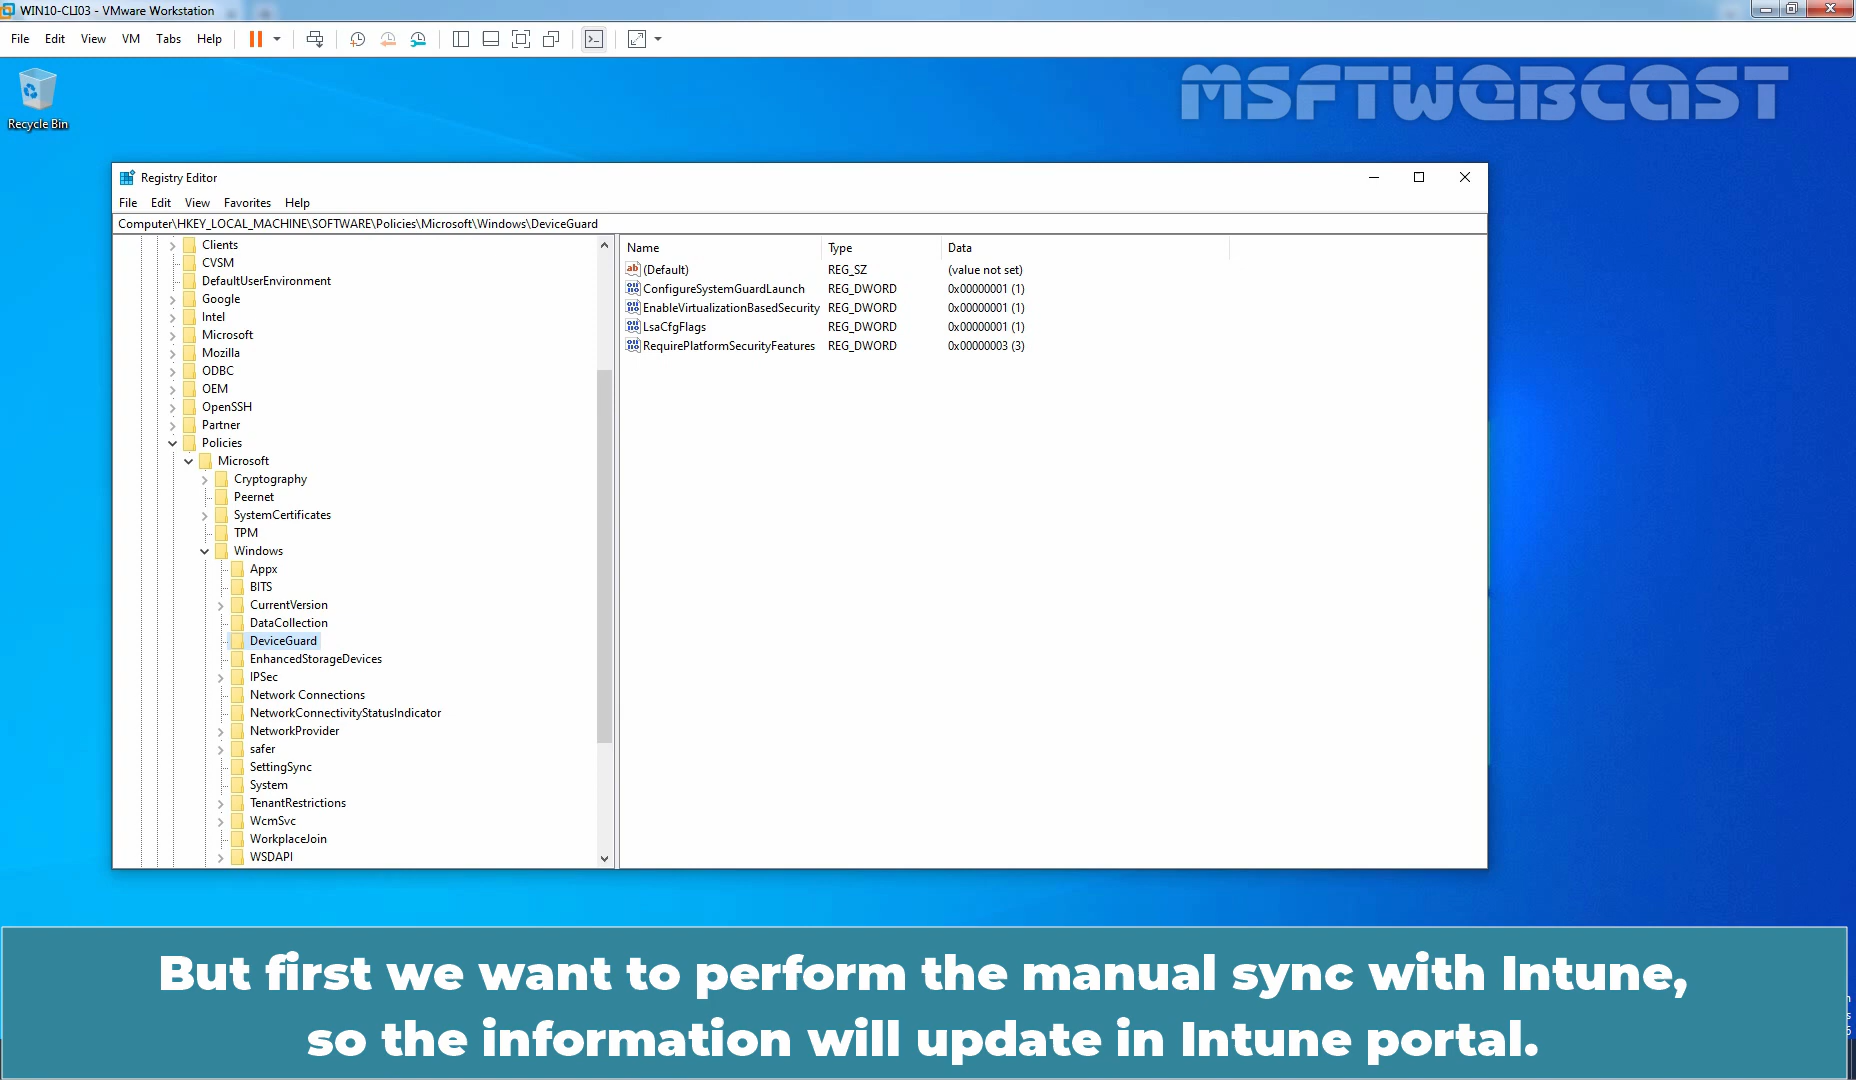 WIN10-CLI03 - VMware Workstation
File Edit View VM Tabs Help
Recycle Bin
MSFTWEBCAST
Registry Editor
File Edit View Favorites Help
Computer\HKEY_LOCAL_MACHINE\SOFTWARE\Policies\Microsoft\Windows\DeviceGuard
Clients
CVSM
DefaultUserEnvironment
Google
Intel
Microsoft
Mozilla
ODBC
OEM
OpenSSH
Partner
Policies
Microsoft
Cryptography
Peernet
SystemCertificates
TPM
Windows
Appx
BITS
CurrentVersion
DataCollection
DeviceGuard
EnhancedStorageDevices
IPSec
Network Connections
NetworkConnectivityStatusIndicator
NetworkProvider
safer
SettingSync
System
TenantRestrictions
WcmSvc
WorkplaceJoin
WSDAPI
Name Type Data
(Default) REG_SZ (value not set)
ConfigureSystemGuardLaunch REG_DWORD 0x00000001 (1)
EnableVirtualizationBasedSecurity REG_DWORD 0x00000001 (1)
LsaCfgFlags REG_DWORD 0x00000001 (1)
RequirePlatformSecurityFeatures REG_DWORD 0x00000003 (3)
But first we want to perform the manual sync with Intune,
so the information will update in Intune portal.